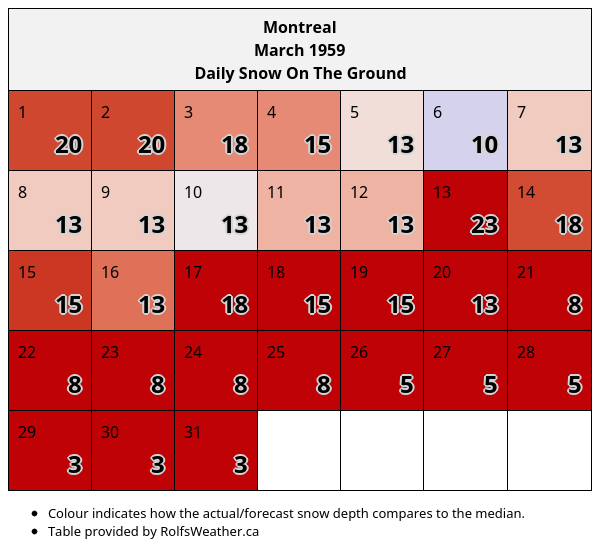 Montreal
March 1959
Daily Snow On The Ground
1 2 3 4 5 6 7
20 20 18 15 13 10 13
8 9 10 11 12 13 14
13 13 13 13 13 23 18
15 16 17 18 19 20 21
15 13 18 15 15 13 8
22 23 24 25 26 27 28
8 8 8 8 5 5 5
29 30 31
3 3 3
Colour indicates how the actual/forecast snow depth compares to the median.
Table provided by RolfsWeather.ca